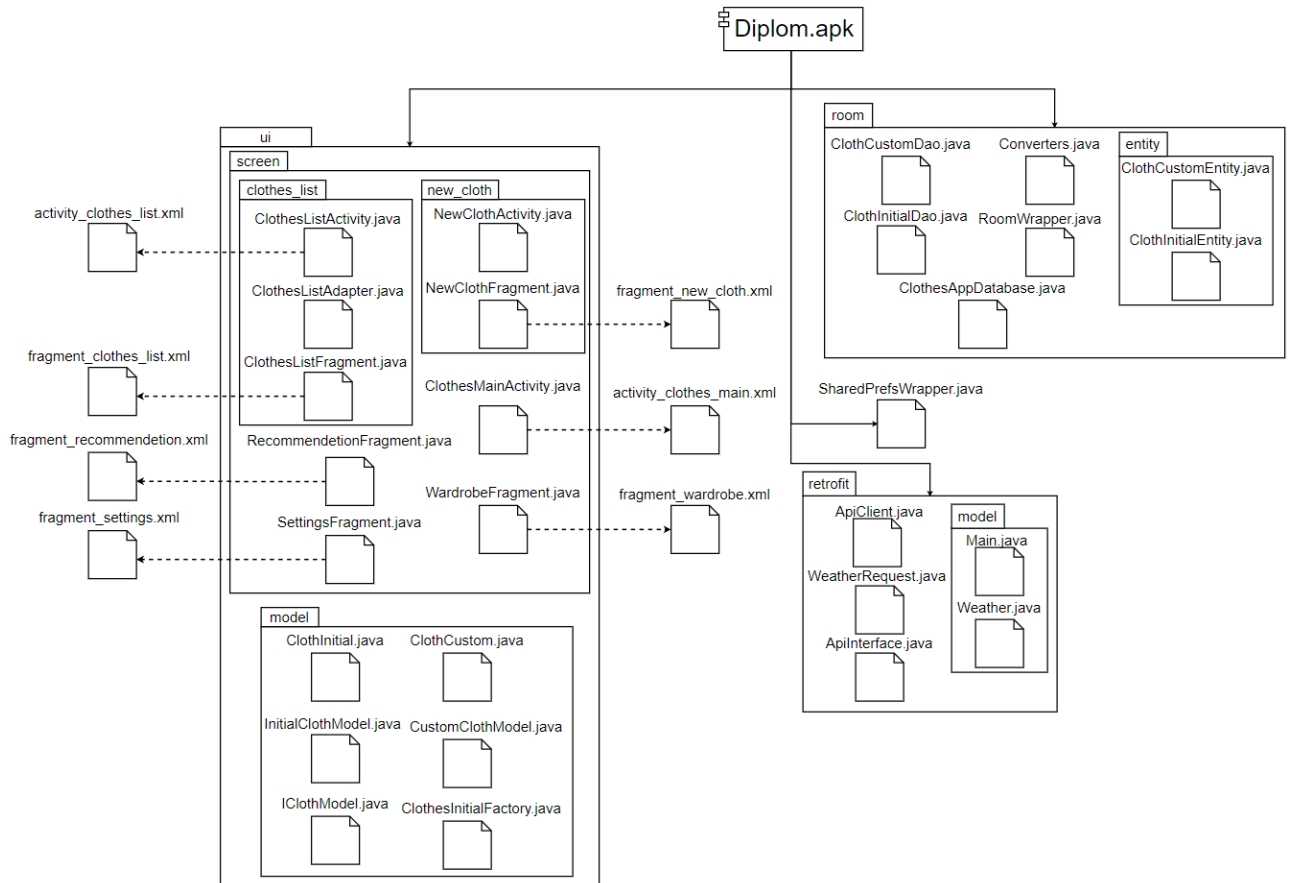 Diplom.apk
ui
screen
clothes_list
ClothesListActivity.java
ClothesListAdapter.java
ClothesListFragment.java
new_cloth
NewClothActivity.java
NewClothFragment.java
ClothesMainActivity.java
RecommendetionFragment.java
WardrobeFragment.java
SettingsFragment.java
activity_clothes_list.xml
fragment_clothes_list.xml
fragment_recommendetion.xml
fragment_settings.xml
fragment_new_cloth.xml
activity_clothes_main.xml
fragment_wardrobe.xml
model
ClothInitial.java
ClothCustom.java
InitialClothModel.java
CustomClothModel.java
IClothModel.java
ClothesInitialFactory.java
room
ClothCustomDao.java
Converters.java
ClothInitialDao.java
RoomWrapper.java
ClothesAppDatabase.java
entity
ClothCustomEntity.java
ClothInitialEntity.java
SharedPrefsWrapper.java
retrofit
ApiClient.java
WeatherRequest.java
ApiInterface.java
model
Main.java
Weather.java